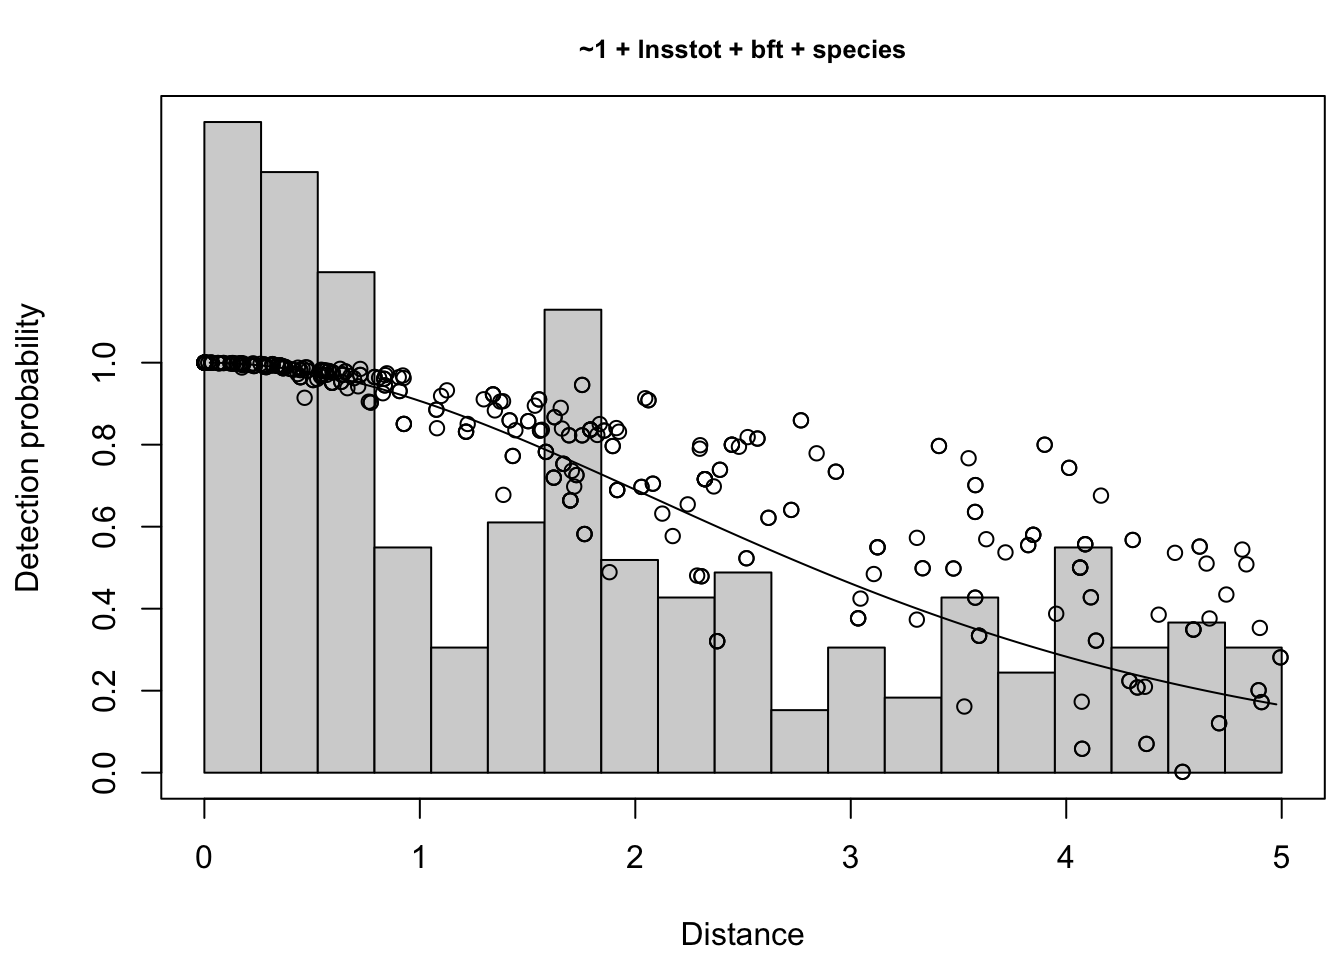 ~1 + lnsstot + bft + species
Detection probability
1.0
0.8
0.6
0.4
0.2
0.0
0 1 2 3 4 5
Distance